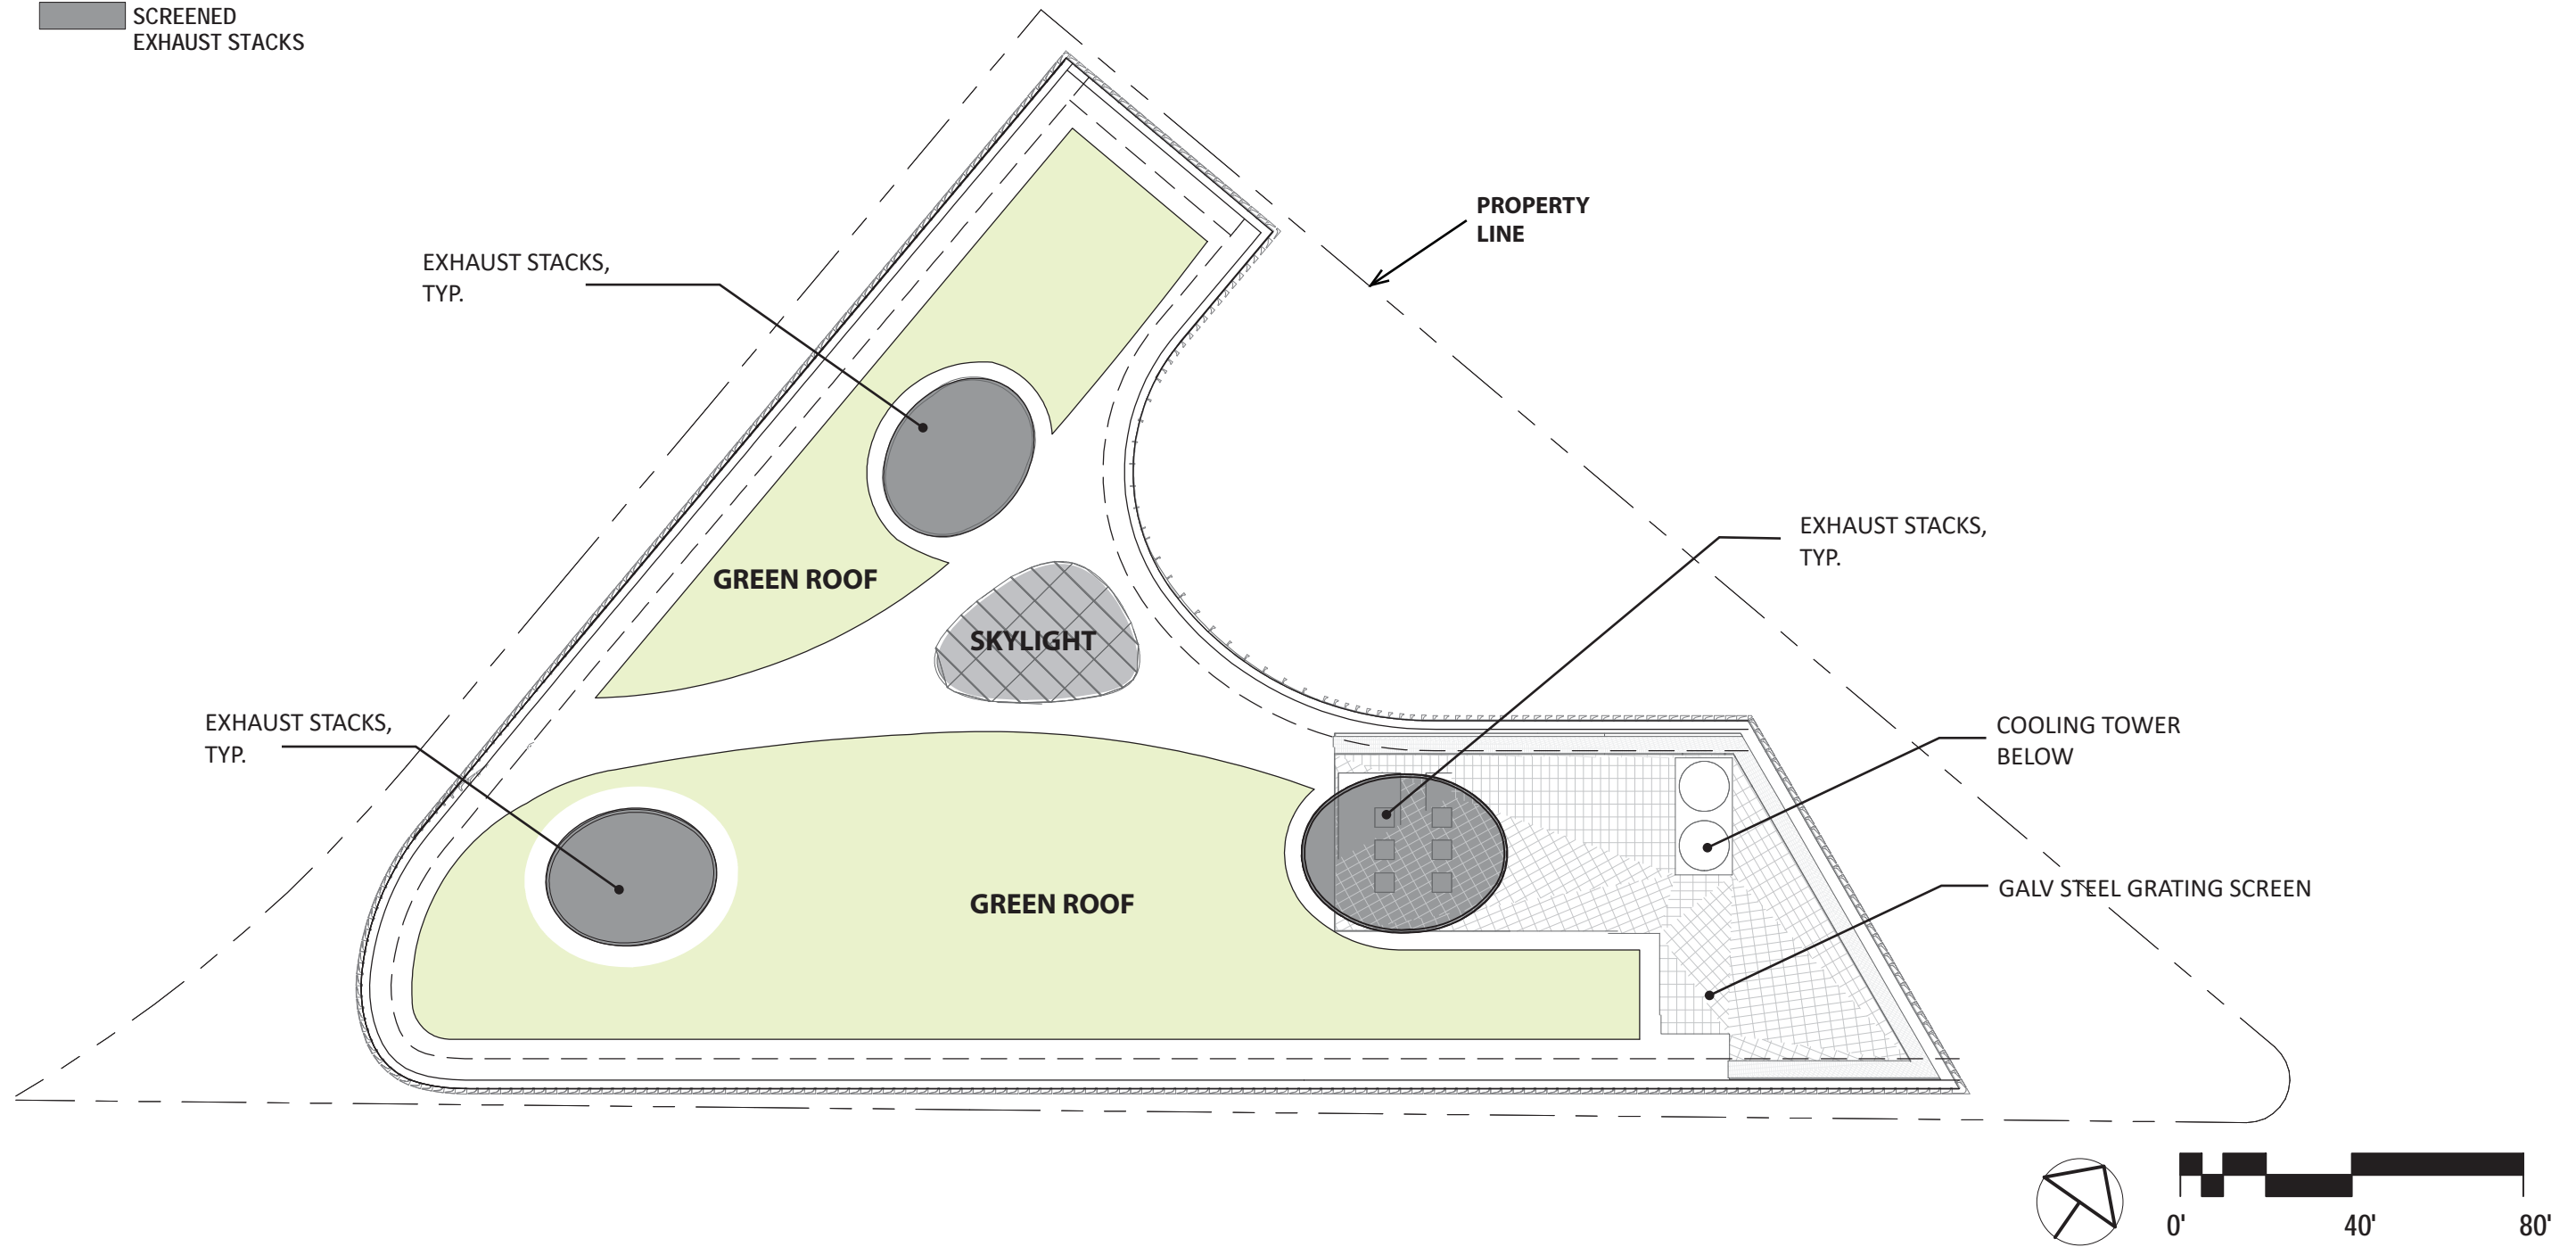 SCREENED
EXHAUST STACKS
PROPERTY
LINE
EXHAUST STACKS,
TYP.
EXHAUST STACKS,
TYP.
GREEN ROOF
SKYLIGHT
EXHAUST STACKS,
TYP.
COOLING TOWER
BELOW
GALV STEEL GRATING SCREEN
GREEN ROOF
0' 40' 80'